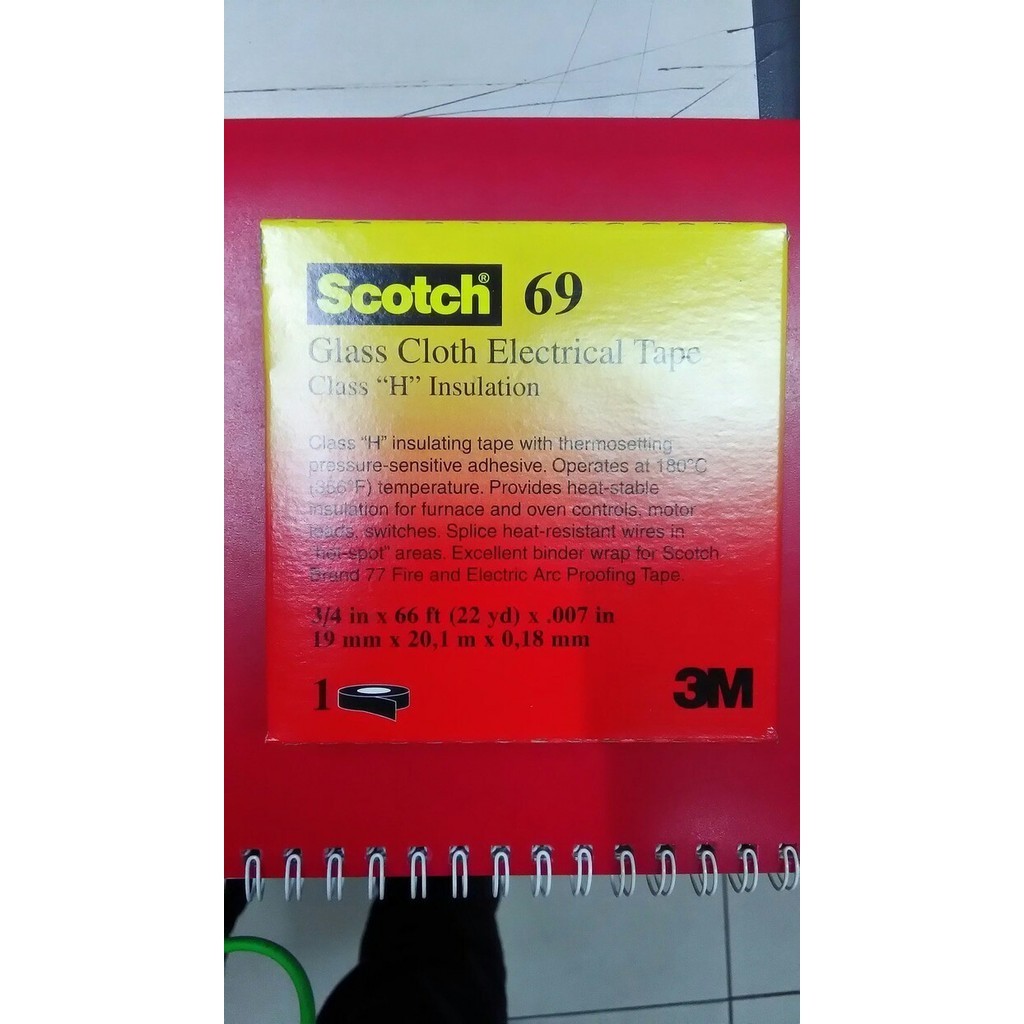 Scotch® 69
Glass Cloth Electrical Tape
Class “H” Insulation
Class "H" insulating tape with thermosetting
pressure-sensitive adhesive. Operates at 180°C
(356°F) temperature. Provides heat-stable
insulation for furnace and oven controls, motor
leads, switches. Splice heat-resistant wires in
"hot-spot" areas. Excellent binder wrap for Scotch
Brand 77 Fire and Electric Arc Proofing Tape.
3/4 in x 66 ft (22 yd) x .007 in
19 mm x 20,1 m x 0,18 mm
1
3M